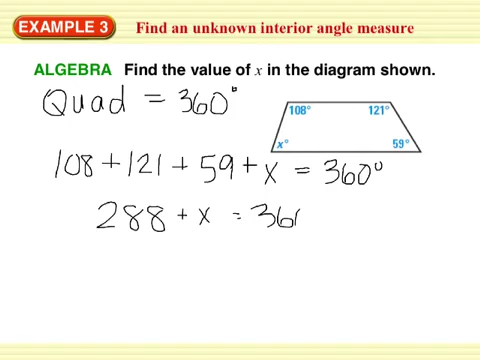 EXAMPLE 3 Find an unknown interior angle measure
ALGEBRA Find the value of x in the diagram shown.
Quad = 360°
108° 121°
x° 59°
108 + 121 + 59 + x = 360°
288 + x = 36